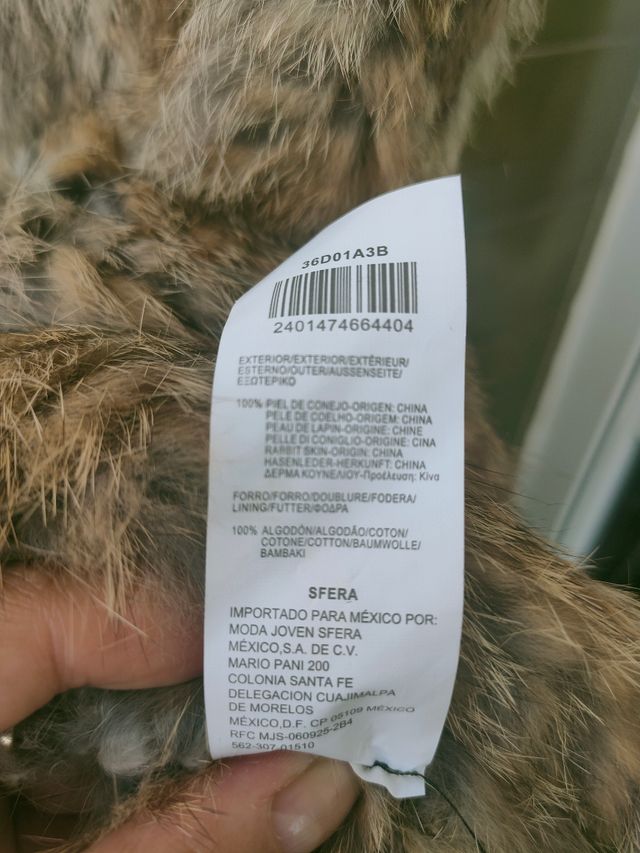 36D01A3B
2401474664404
EXTERIOR/EXTERIOR/EXTÉRIEUR/
ESTERNO/OUTER/AUSSENSEITE/
ΕΞΩΤΕΡΙΚΟ
100% PIEL DE CONEJO-ORIGEN: CHINA
PELE DE COELHO-ORIGEM: CHINA
PEAU DE LAPIN-ORIGINE: CHINE
PELLE DI CONIGLIO-ORIGINE: CINA
RABBIT SKIN-ORIGIN: CHINA
HASENLEDER-HERKUNFT: CHINA
ΔΕΡΜΑ ΚΟΥΝΕΛΙΟΥ-Προέλευση: Κίνα
FORRO/FORRO/DOUBLURE/FODERA/
LINING/FUTTER/ΦΟΔΡΑ
100% ALGODÓN/ALGODÃO/COTON/
COTONE/COTTON/BAUMWOLLE/
ΒΑΜΒΑΚΙ
SFERA
IMPORTADO PARA MÉXICO POR:
MODA JOVEN SFERA
MÉXICO,S.A. DE C.V.
MARIO PANI 200
COLONIA SANTA FE
DELEGACION CUAJIMALPA
DE MORELOS
MÉXICO,D.F. CP 05109 MÉXICO
RFC MJS-060925-2B4
562-307-01510